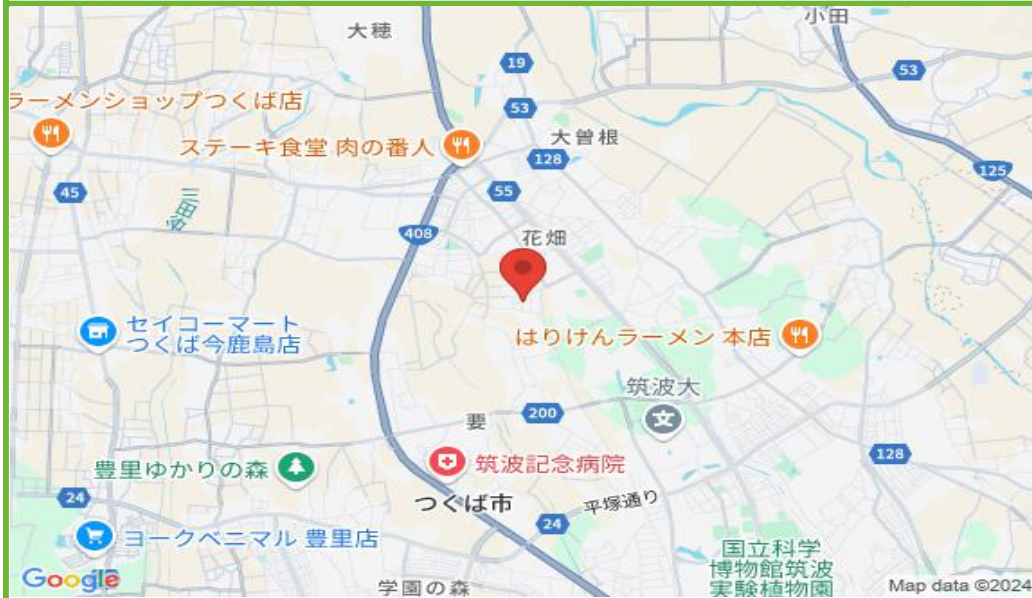 大穂
小田
19
53
53
ラーメンショップつくば店
ステーキ食堂 肉の番人
大曽根
128
125
45
55
三田谷
408
花畑
セイコーマート
つくば今鹿島店
はりけんラーメン 本店
筑波大
要
200
豊里ゆかりの森
筑波記念病院
128
24
つくば市
平塚通り
24
ヨークベニマル 豊里店
国立科学
博物館筑波
実験植物園
Google
学園の森
Map data ©2024